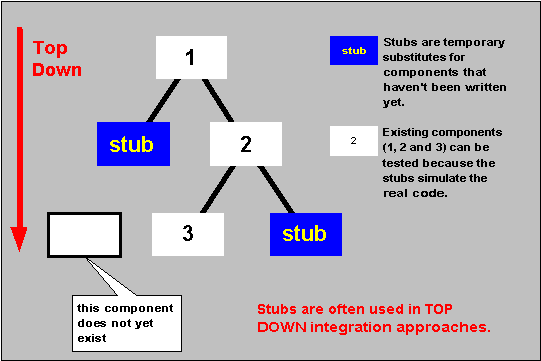 Top
Down
1
stub
2
3
stub
this component
does not yet
exist
stub
Stubs are temporary
substitutes for
components that
haven't been written
yet.
2
Existing components
(1, 2 and 3) can be
tested because the
stubs simulate the
real code.
Stubs are often used in TOP
DOWN integration approaches.